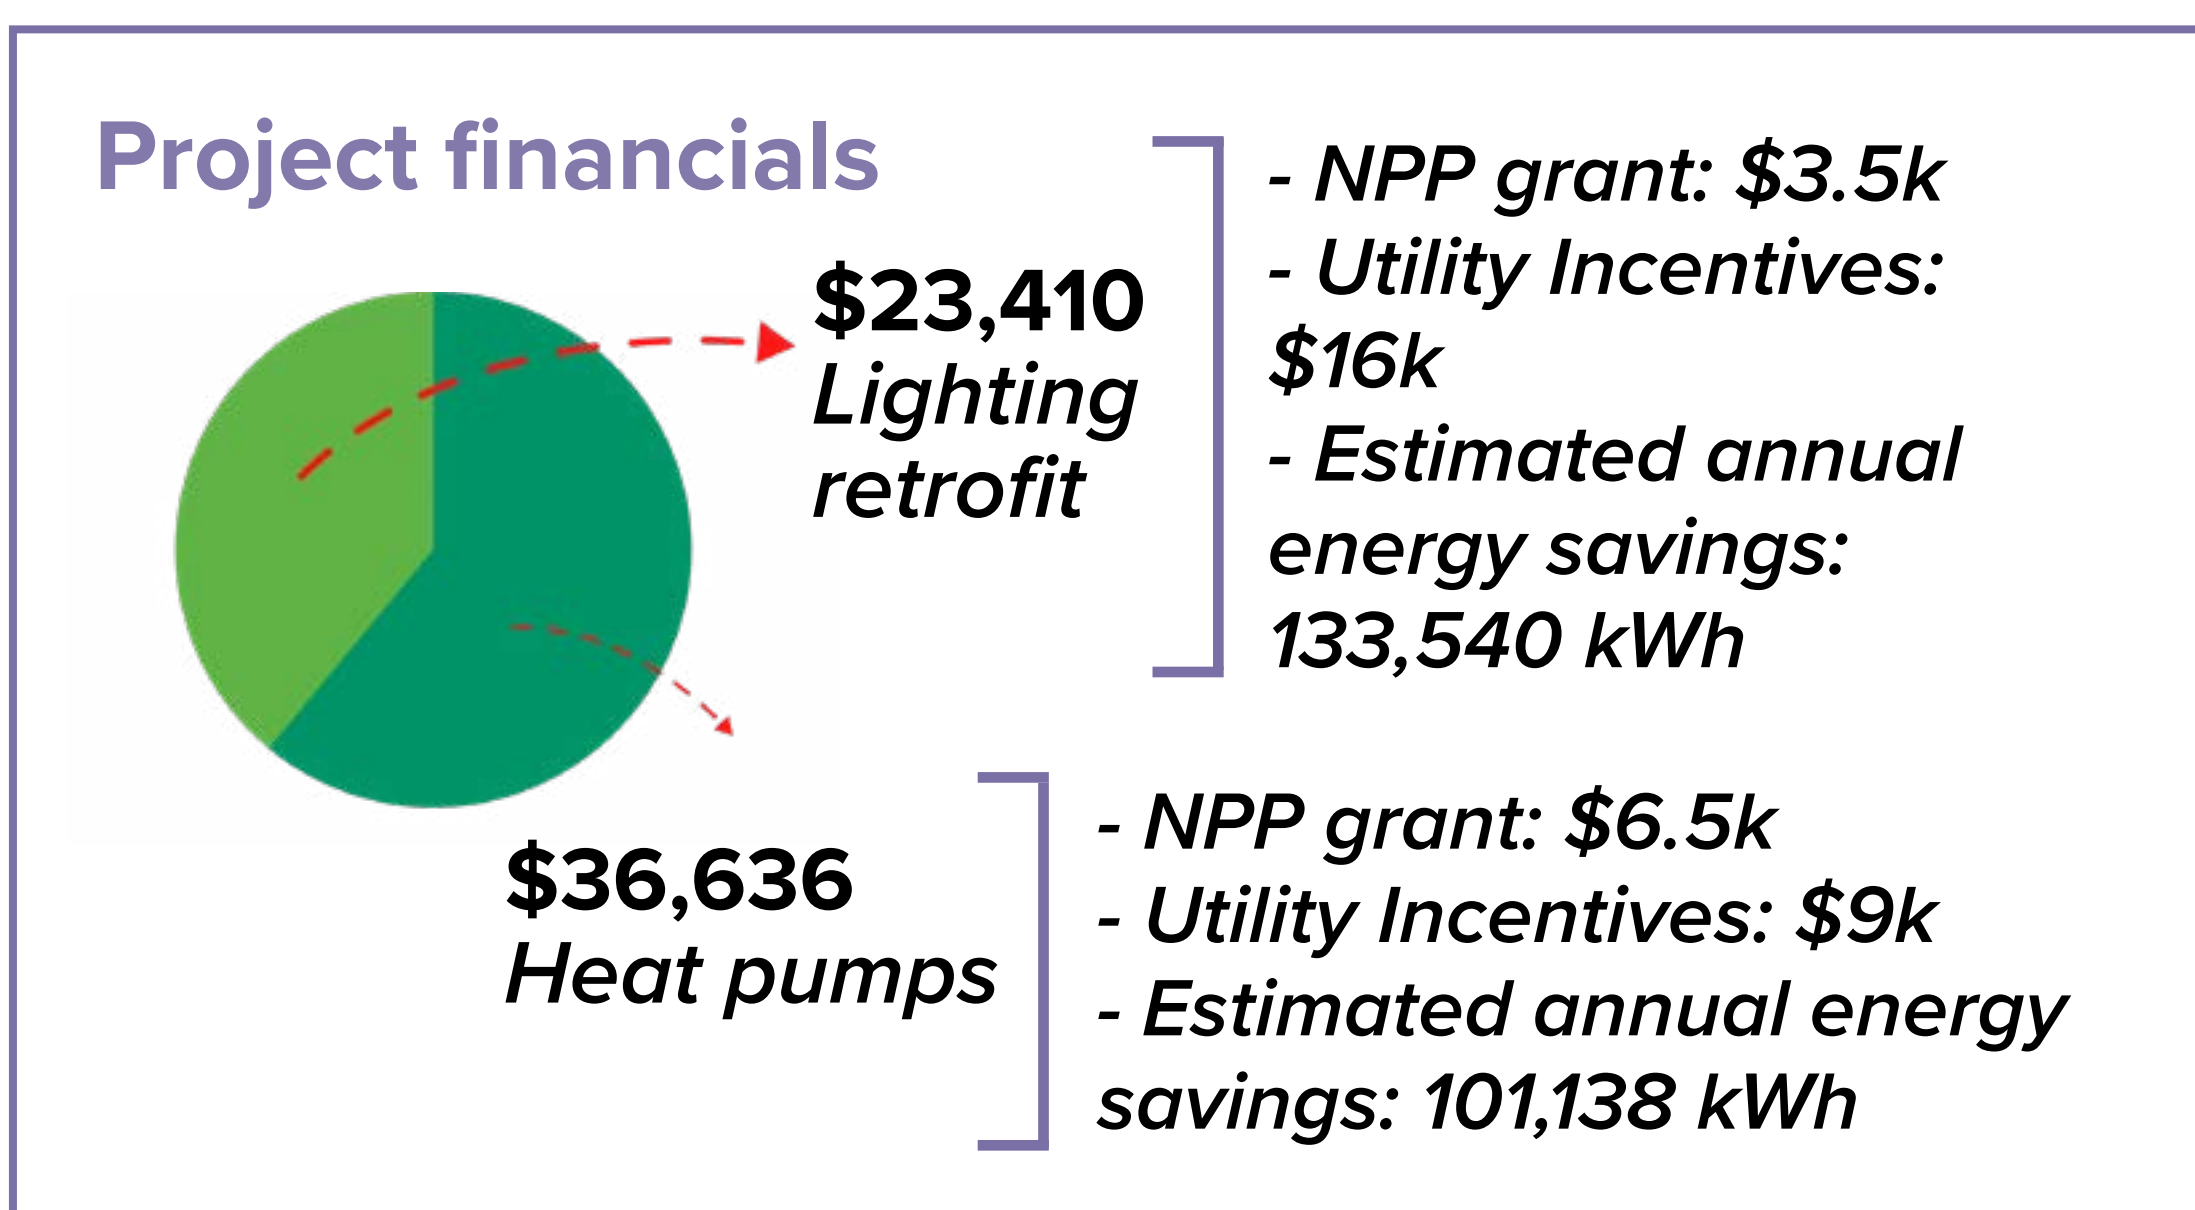 Project financials
$23,410
Lighting
retrofit
- NPP grant: $3.5k
- Utility Incentives:
$16k
- Estimated annual
energy savings:
133,540 kWh
$36,636
Heat pumps
- NPP grant: $6.5k
- Utility Incentives: $9k
- Estimated annual energy
savings: 101,138 kWh